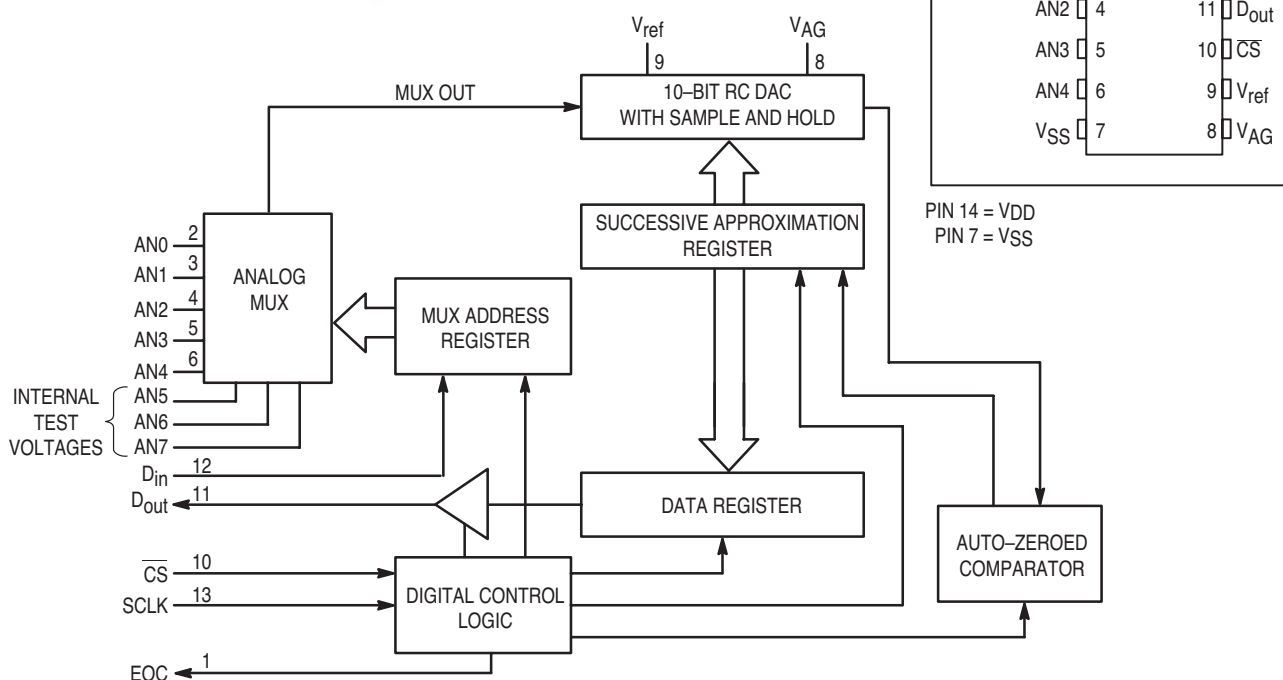 AN2 4 11 Dout
AN3 5 10 CS
AN4 6 9 Vref
VSS 7 8 VAG
PIN 14 = VDD
PIN 7 = VSS
Vref
9
VAG
8
MUX OUT
10–BIT RC DAC
WITH SAMPLE AND HOLD
SUCCESSIVE APPROXIMATION
REGISTER
ANALOG
MUX
MUX ADDRESS
REGISTER
AN0 2
AN1 3
AN2 4
AN3 5
AN4 6
INTERNAL
TEST
VOLTAGES
AN5
AN6
AN7
Din 12
Dout 11
DATA REGISTER
AUTO–ZEROED
COMPARATOR
CS 10
SCLK 13
DIGITAL CONTROL
LOGIC
EOC 1